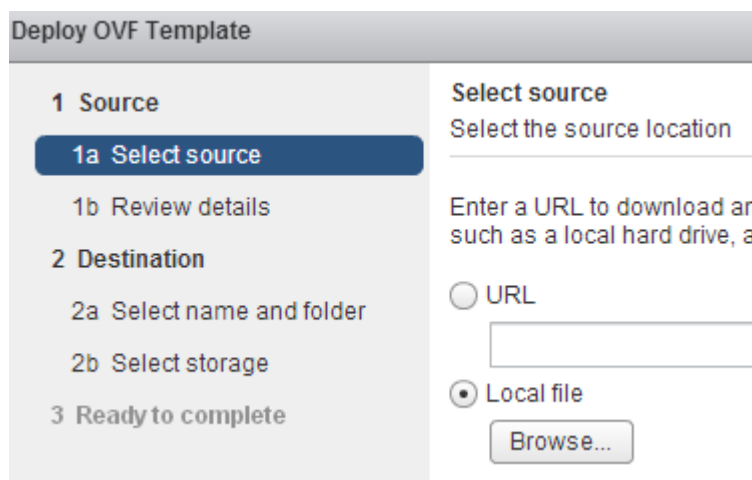 Deploy OVF Template
1 Source
1a Select source
1b Review details
2 Destination
2a Select name and folder
2b Select storage
3 Ready to complete
Select source
Select the source location
Enter a URL to download
such as a local hard drive,
URL
Local file
Browse...